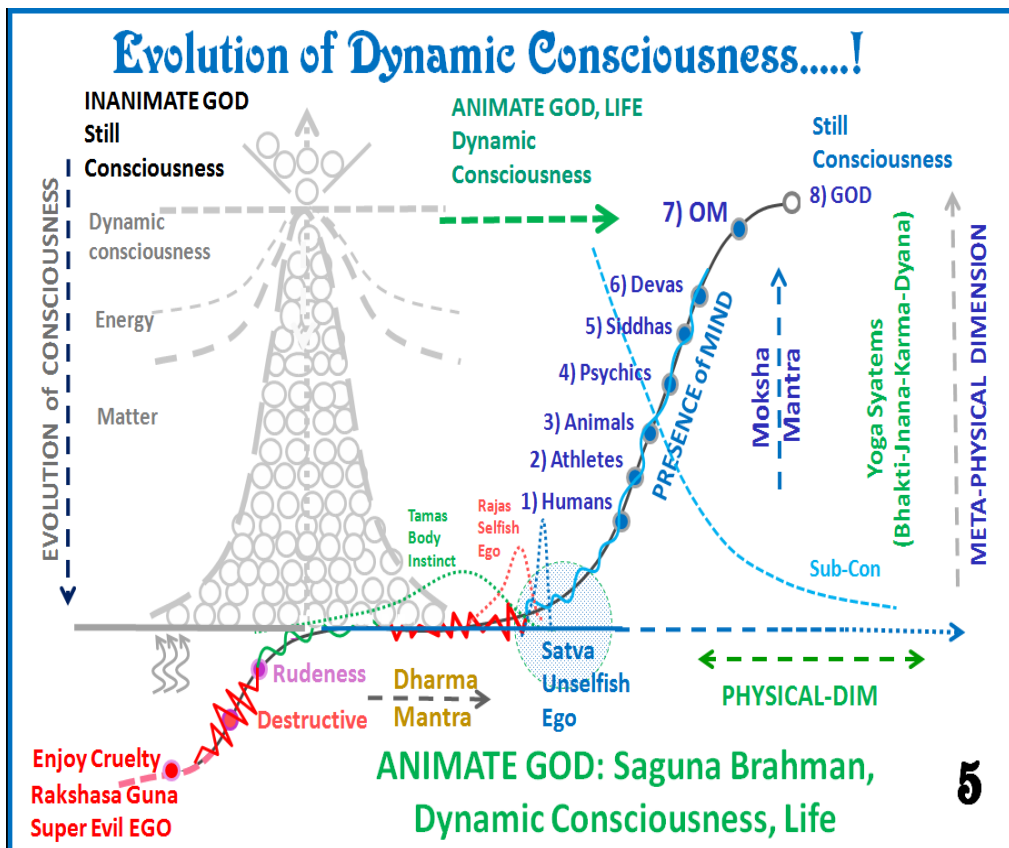 Evolution of Dynamic Consciousness.....!
INANIMATE GOD
Still
Consciousness
ANIMATE GOD, LIFE
Dynamic
Consciousness
Still
Consciousness
8) GOD
7) OM
6) Devas
5) Siddhas
4) Psychics
3) Animals
2) Athletes
1) Humans
EVOLUTION of CONSCIOUSNESS
Dynamic
consciousness
Energy
Matter
PRESENCE of MIND
Moksha
Mantra
Yoga Syatems
(Bhakti-Jnana-Karma-Dyana)
META-PHYSICAL DIMENSION
Tamas
Body
Instinct
Rajas
Selfish
Ego
Sub-Con
Satva
Unselfish
Ego
PHYSICAL-DIM
Rudeness
Destructive
Dharma
Mantra
Enjoy Cruelty
Rakshasa Guna
Super Evil EGO
ANIMATE GOD: Saguna Brahman,
Dynamic Consciousness, Life
5